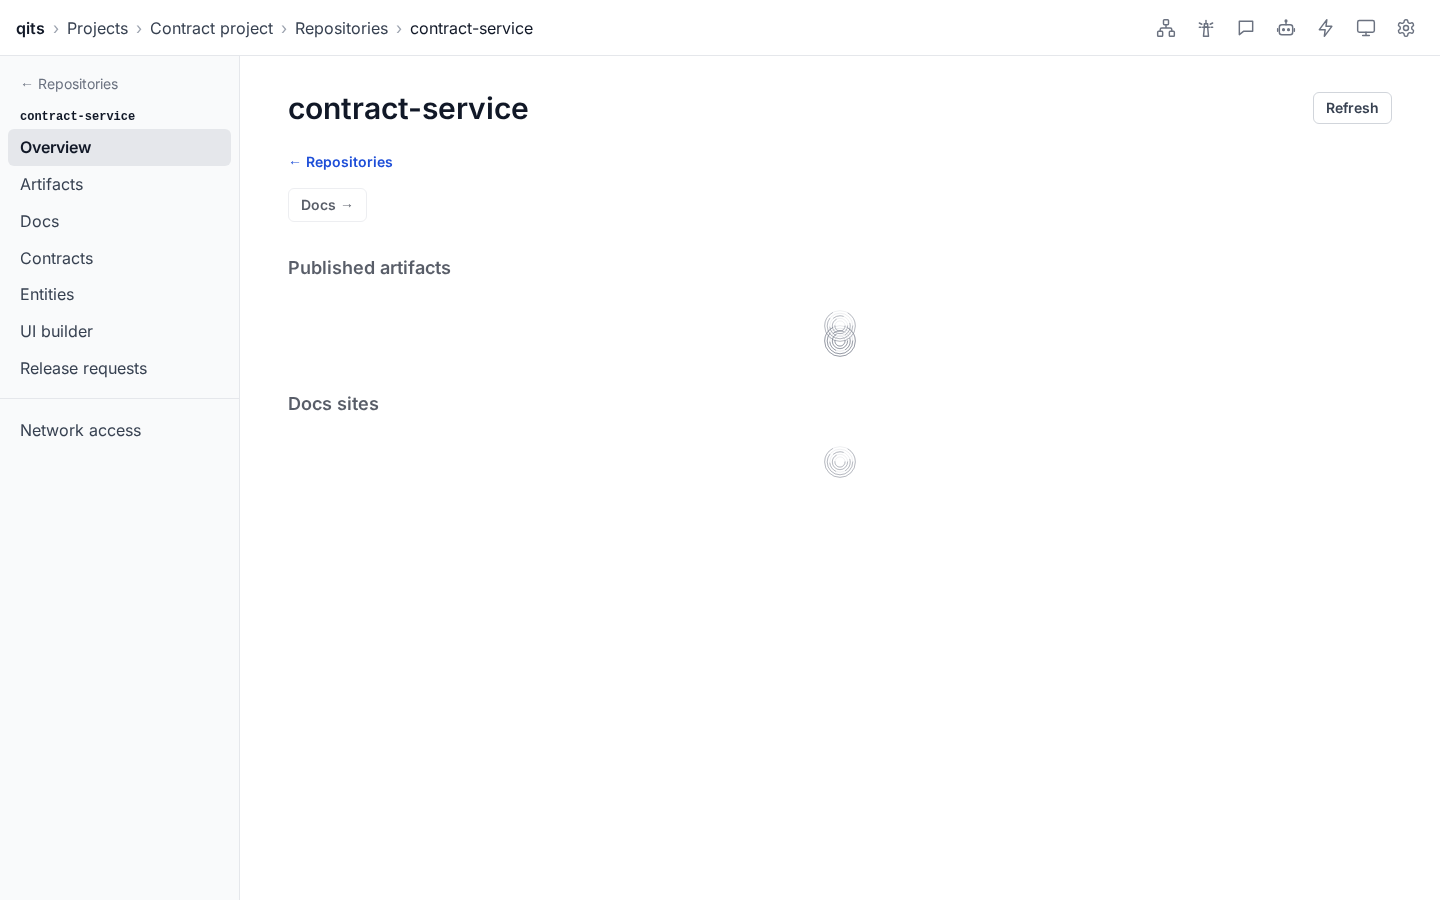 qits › Projects › Contract project › Repositories › contract-service
← Repositories
contract-service
Overview
Artifacts
Docs
Contracts
Entities
UI builder
Release requests
Network access
contract-service
Refresh
← Repositories
Docs →
Published artifacts
Docs sites